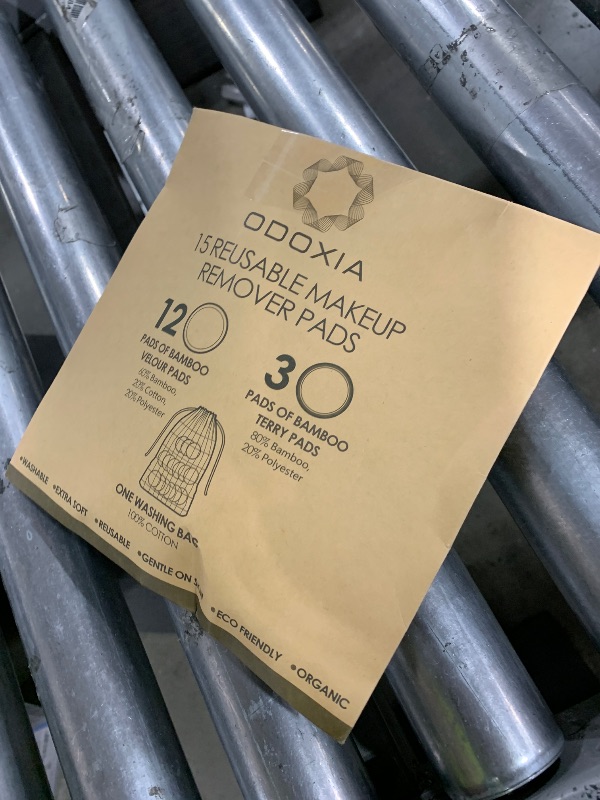 ODOXIA
15 REUSABLE MAKEUP
REMOVER PADS
12
PADS OF BAMBOO
VELOUR PADS
60% Bamboo,
20% Cotton,
20% Polyester
3
PADS OF BAMBOO
TERRY PADS
80% Bamboo,
20% Polyester
ONE WASHING BAG
100% COTTON
•WASHABLE •EXTRA SOFT •REUSABLE •GENTLE ON •ECO FRIENDLY •ORGANIC